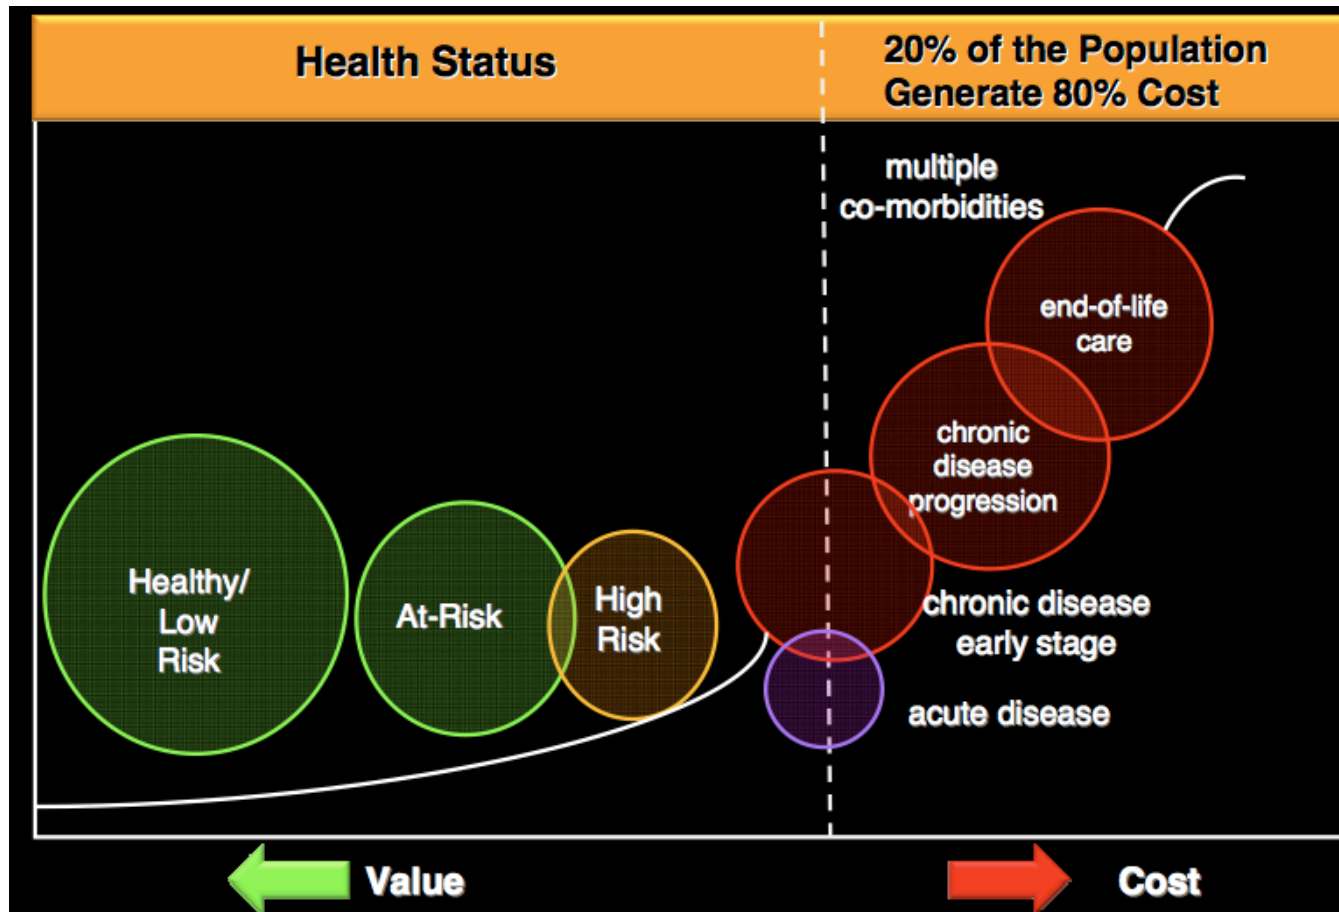 Health Status
20% of the Population
Generate 80% Cost
multiple
co-morbidities
end-of-life
care
chronic
disease
progression
Healthy/
Low
Risk
At-Risk
High
Risk
chronic disease
early stage
acute disease
Value
Cost